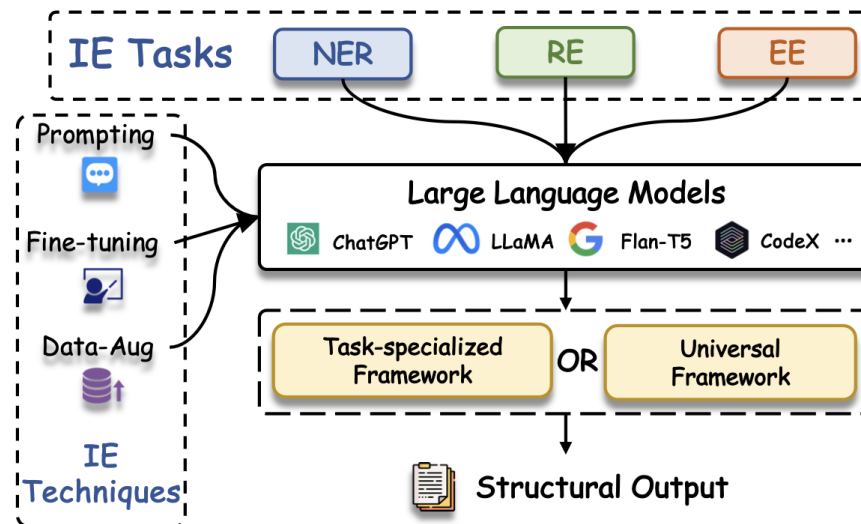 IE Tasks NER RE EE
Prompting
Fine-tuning
Data-Aug
IE
Techniques
Large Language Models
ChatGPT LLaMA Flan-T5 CodeX ...
Task-specialized
Framework
OR
Universal
Framework
Structural Output